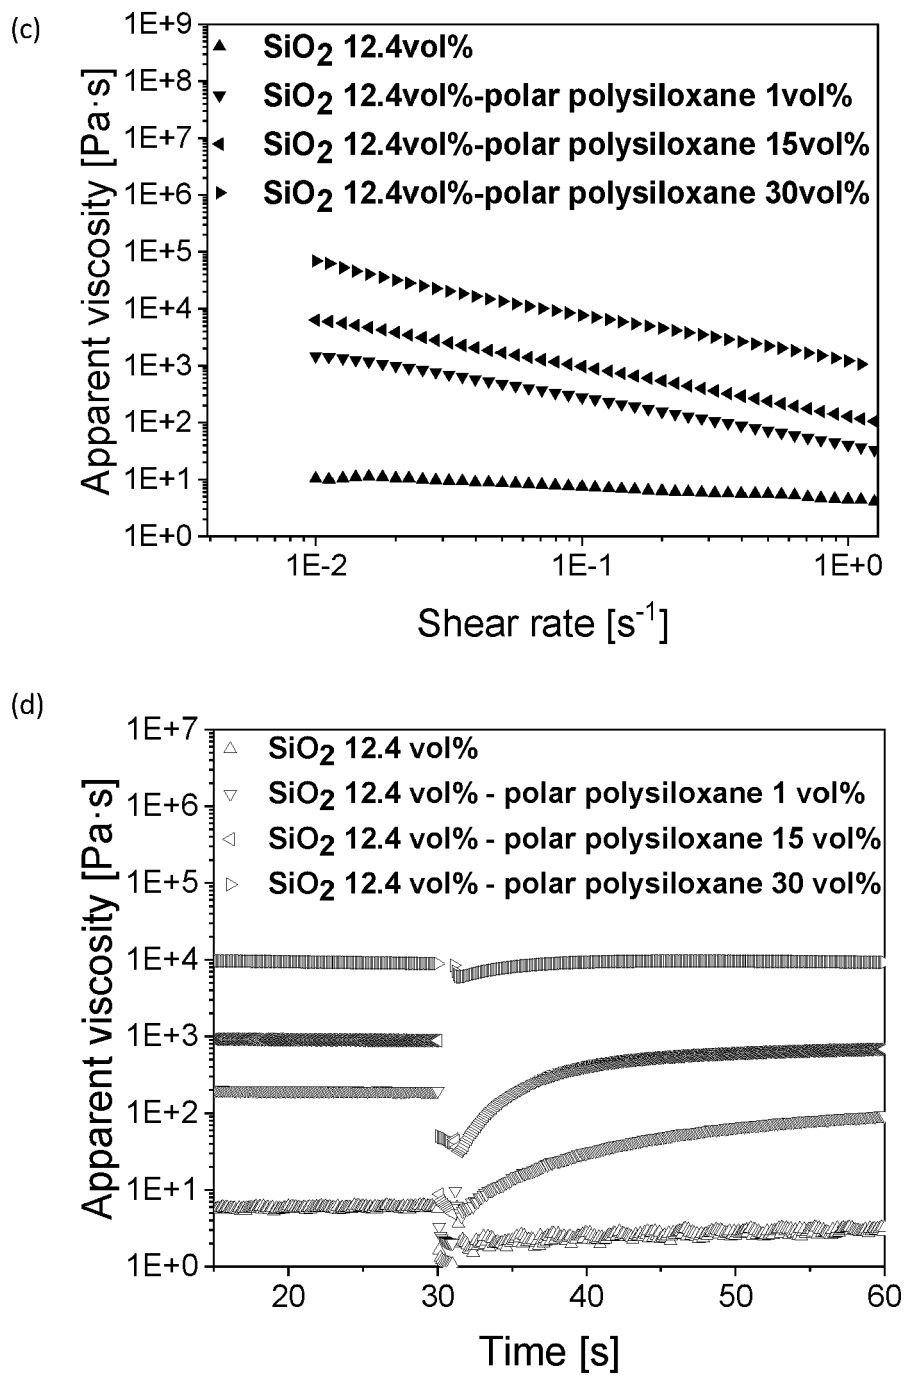 (c)
1E+9
1E+8
1E+7
1E+6
1E+5
1E+4
1E+3
1E+2
1E+1
1E+0
Apparent viscosity [Pa·s]
SiO2 12.4vol%
SiO2 12.4vol%-polar polysiloxane 1vol%
SiO2 12.4vol%-polar polysiloxane 15vol%
SiO2 12.4vol%-polar polysiloxane 30vol%
1E-2 1E-1 1E+0
Shear rate [s-1]
(d)
1E+7
1E+6
1E+5
1E+4
1E+3
1E+2
1E+1
1E+0
Apparent viscosity [Pa·s]
SiO2 12.4 vol%
SiO2 12.4 vol% - polar polysiloxane 1 vol%
SiO2 12.4 vol% - polar polysiloxane 15 vol%
SiO2 12.4 vol% - polar polysiloxane 30 vol%
20 30 40 50 60
Time [s]